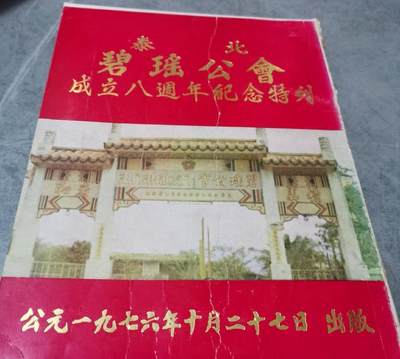 泰北
碧瑶公會
成立八週年紀念特刊
公元一九七六年十月二十七日 出版